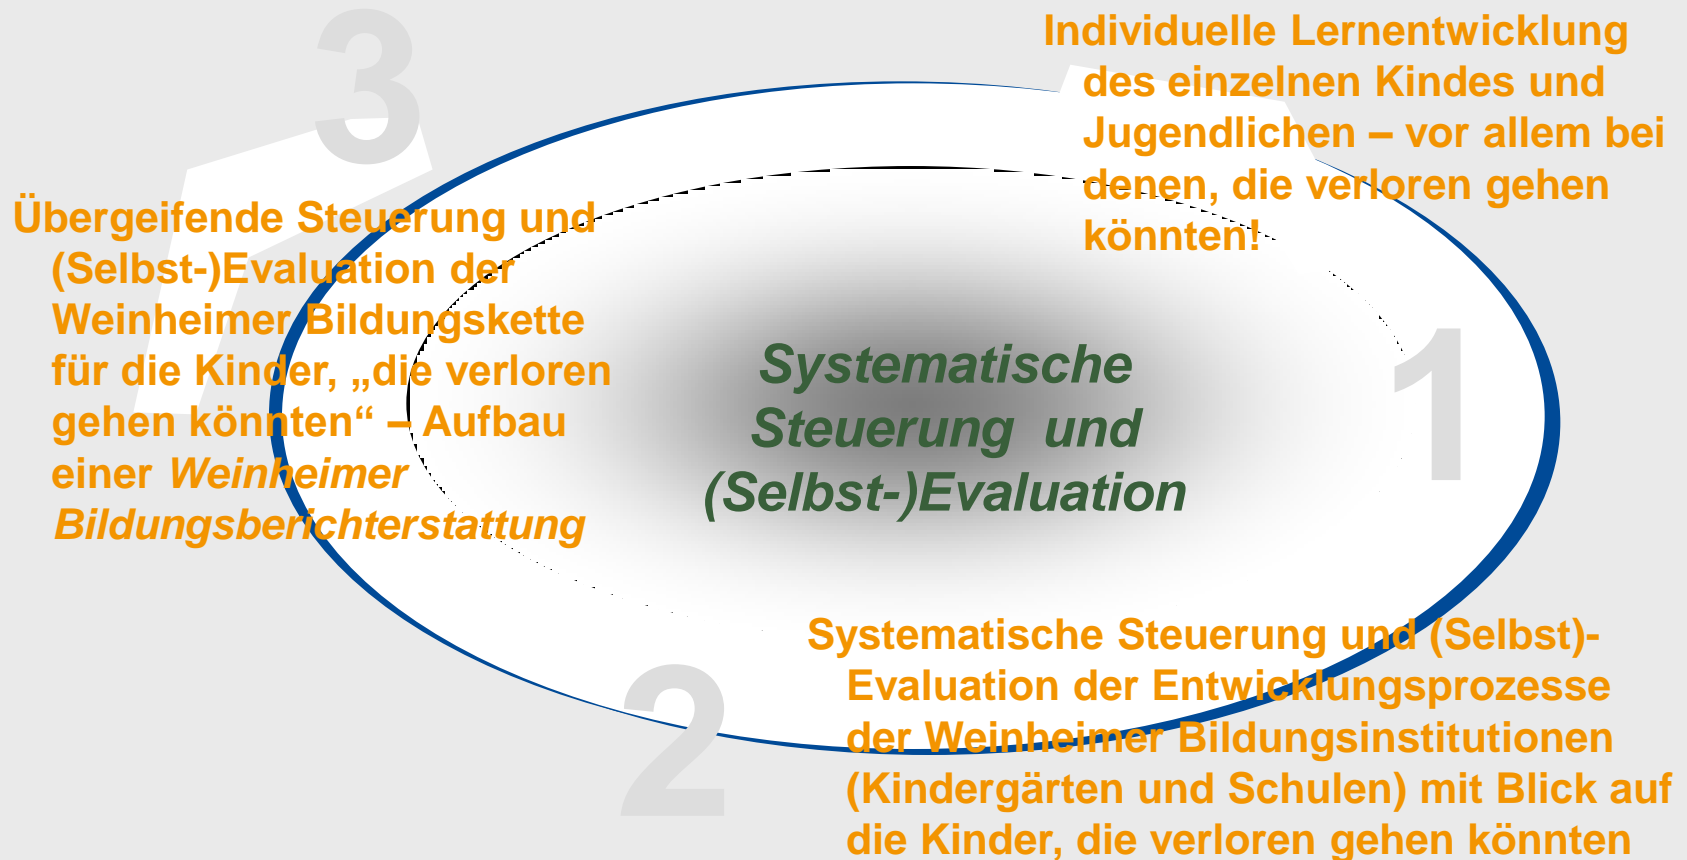 3
Individuelle Lernentwicklung
des einzelnen Kindes und
Jugendlichen – vor allem bei
denen, die verloren gehen
könnten!
Übergeifende Steuerung und
(Selbst-)Evaluation der
Weinheimer Bildungskette
für die Kinder, „die verloren
gehen könnten“ – Aufbau
einer Weinheimer
Bildungsberichterstattung
Systematische
Steuerung und
(Selbst-)Evaluation
1
2
Systematische Steuerung und (Selbst)-
Evaluation der Entwicklungsprozesse
der Weinheimer Bildungsinstitutionen
(Kindergärten und Schulen) mit Blick auf
die Kinder, die verloren gehen könnten